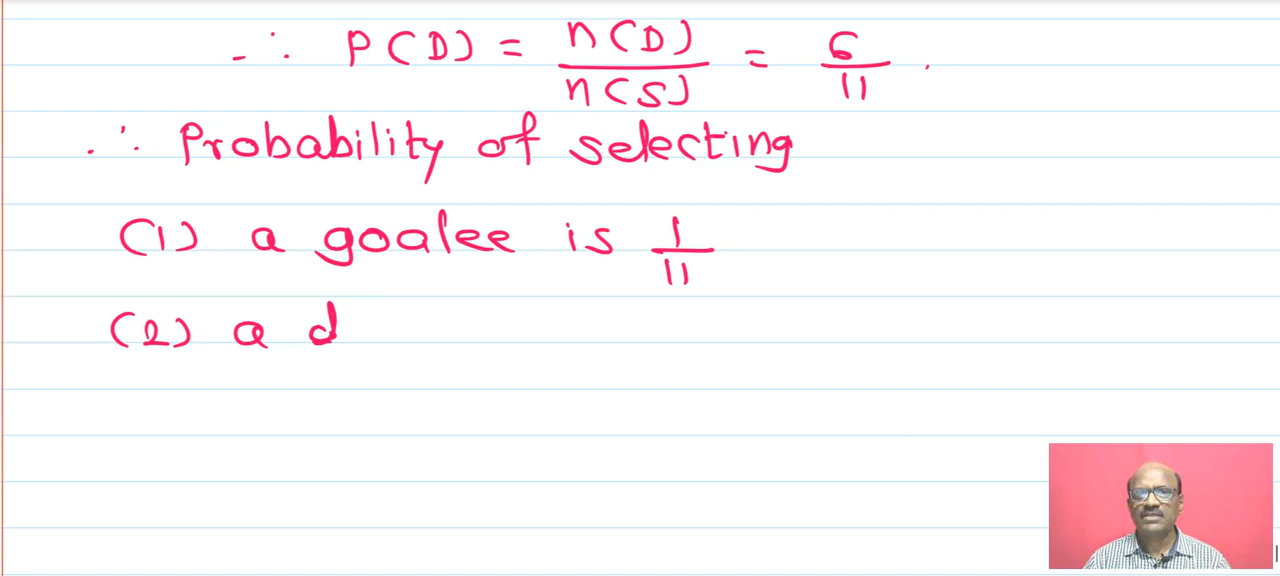 ∴ P(D) = n(D) / n(S) = 6 / 11 .
∴ Probability of selecting
(1) a goalee is 1 / 11
(2) a d